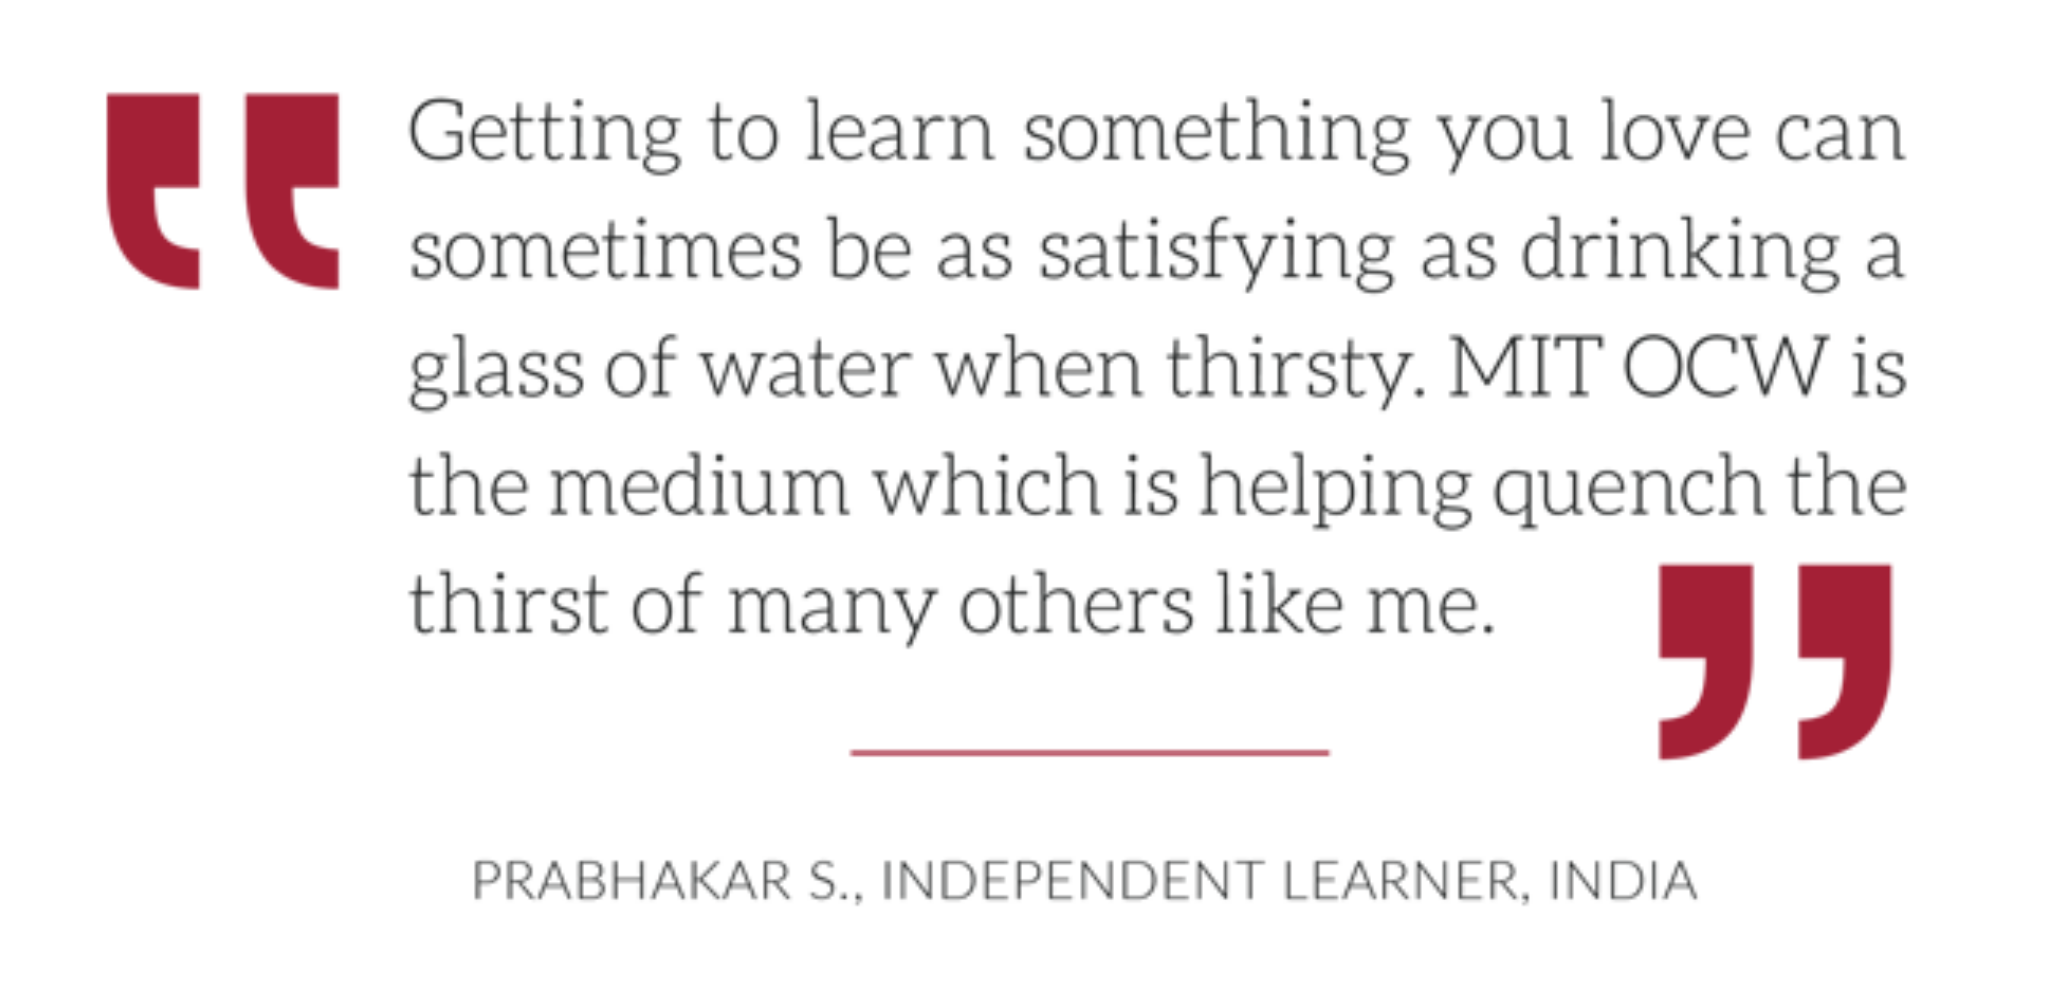 “Getting to learn something you love can
sometimes be as satisfying as drinking a
glass of water when thirsty. MIT OCW is
the medium which is helping quench the
thirst of many others like me.”
PRABHAKAR S., INDEPENDENT LEARNER, INDIA